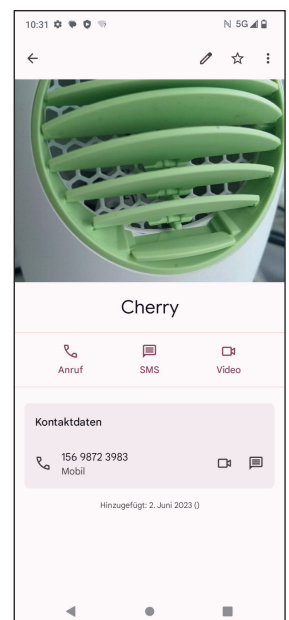 10:31 5G
Cherry
Anruf SMS Video
Kontaktdaten
156 9872 3983
Mobil
Hinzugefügt: 2. Juni 2023 ()